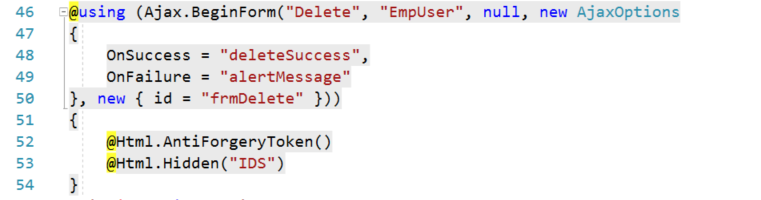 46 @using (Ajax.BeginForm("Delete", "EmpUser", null, new AjaxOptions
47 {
48     OnSuccess = "deleteSuccess",
49     OnFailure = "alertMessage"
50 }, new { id = "frmDelete" }))
51 {
52     @Html.AntiForgeryToken()
53     @Html.Hidden("IDS")
54 }